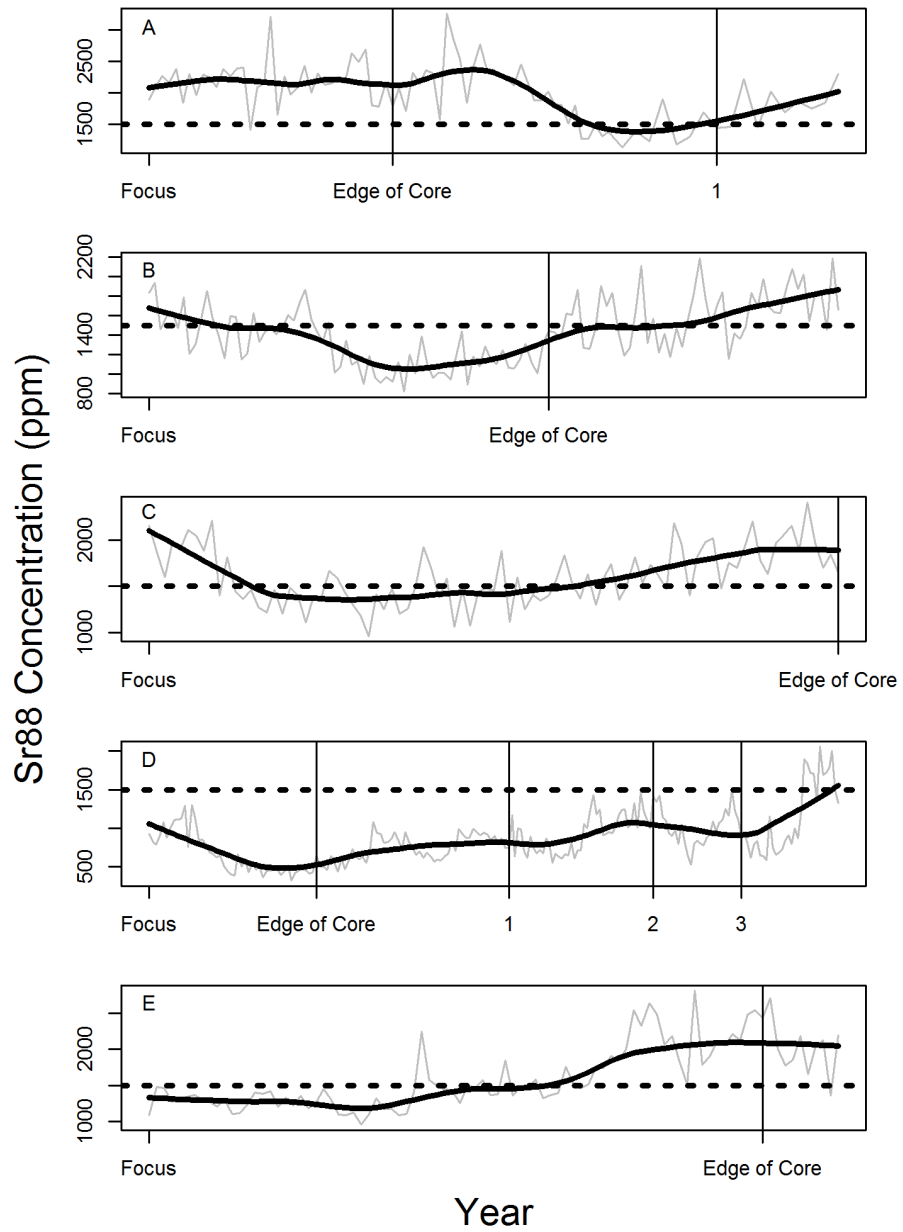 Sr88 Concentration (ppm)
A
2500
1500
Focus Edge of Core 1
B
2200
1400
800
Focus Edge of Core
C
2000
1000
Focus Edge of Core
D
1500
500
Focus Edge of Core 1 2 3
E
2000
1000
Focus Edge of Core
Year